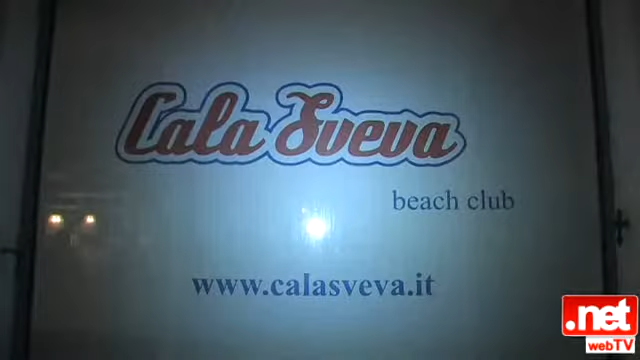 Cala Sveva
beach club
www.calasveva.it
.net
webTV